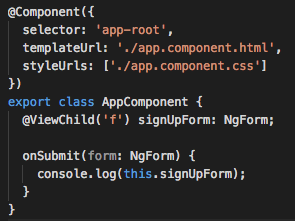 @Component({
  selector: 'app-root',
  templateUrl: './app.component.html',
  styleUrls: ['./app.component.css']
})
export class AppComponent {
  @ViewChild('f') signUpForm: NgForm;

  onSubmit(form: NgForm) {
    console.log(this.signUpForm);
  }
}